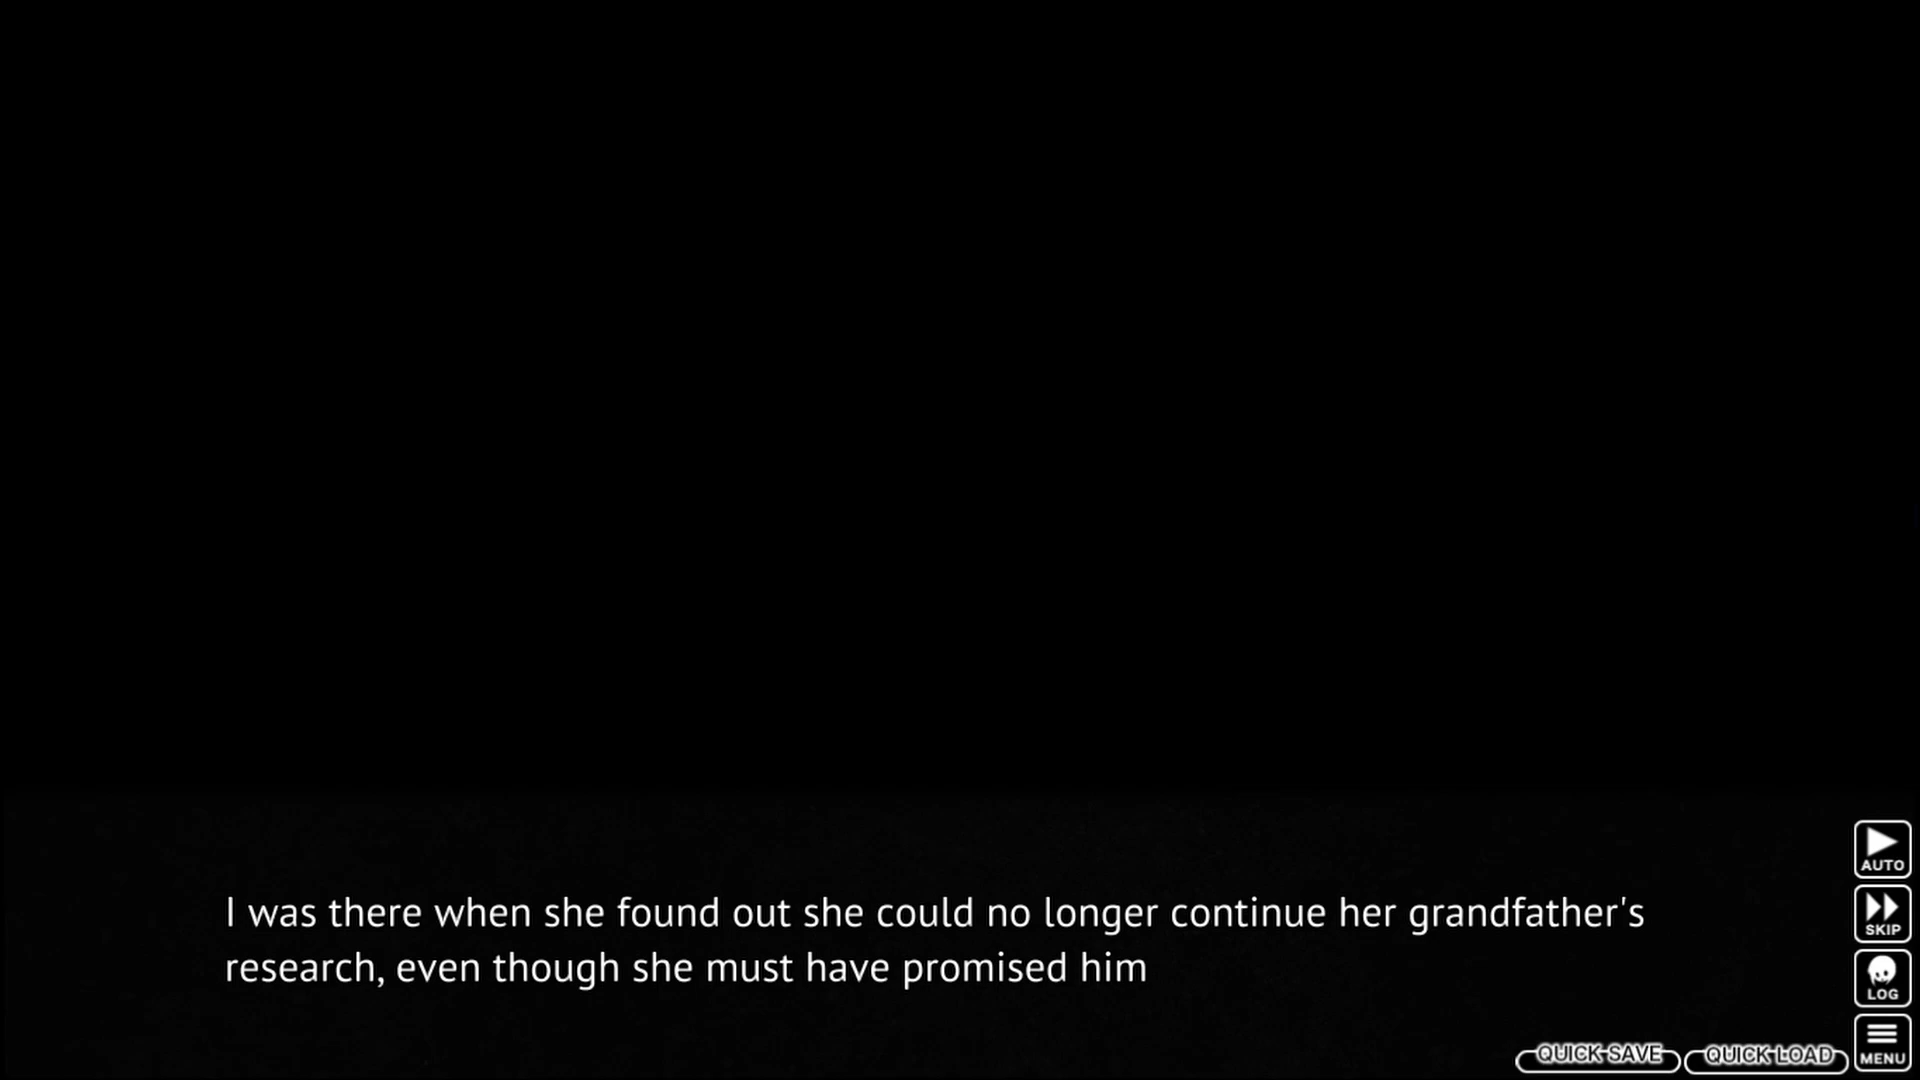 I was there when she found out she could no longer continue her grandfather's
research, even though she must have promised him
AUTO
SKIP
LOG
MENU
QUICK SAVE
QUICK LOAD